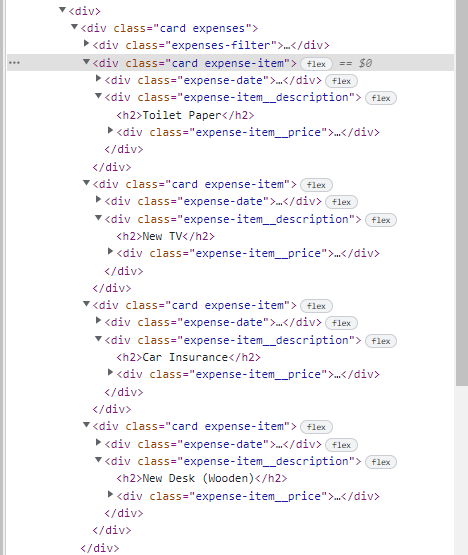 <div>
<div class="card expenses">
<div class="expenses-filter">…</div>
<div class="card expense-item"> flex == $0
<div class="expense-date">…</div> flex
<div class="expense-item__description"> flex
<h2>Toilet Paper</h2>
<div class="expense-item__price">…</div>
</div>
</div>
<div class="card expense-item"> flex
<div class="expense-date">…</div> flex
<div class="expense-item__description"> flex
<h2>New TV</h2>
<div class="expense-item__price">…</div>
</div>
</div>
<div class="card expense-item"> flex
<div class="expense-date">…</div> flex
<div class="expense-item__description"> flex
<h2>Car Insurance</h2>
<div class="expense-item__price">…</div>
</div>
</div>
<div class="card expense-item"> flex
<div class="expense-date">…</div> flex
<div class="expense-item__description"> flex
<h2>New Desk (Wooden)</h2>
<div class="expense-item__price">…</div>
</div>
</div>
</div>